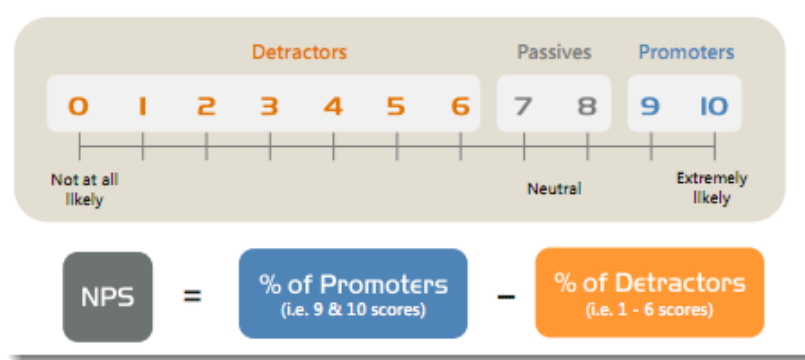 Detractors Passives Promoters
0 1 2 3 4 5 6 7 8 9 10
Not at all
likely
Neutral
Extremely
likely
NPS = % of Promoters - % of Detractors
(i.e. 9 & 10 scores) (i.e. 1 - 6 scores)